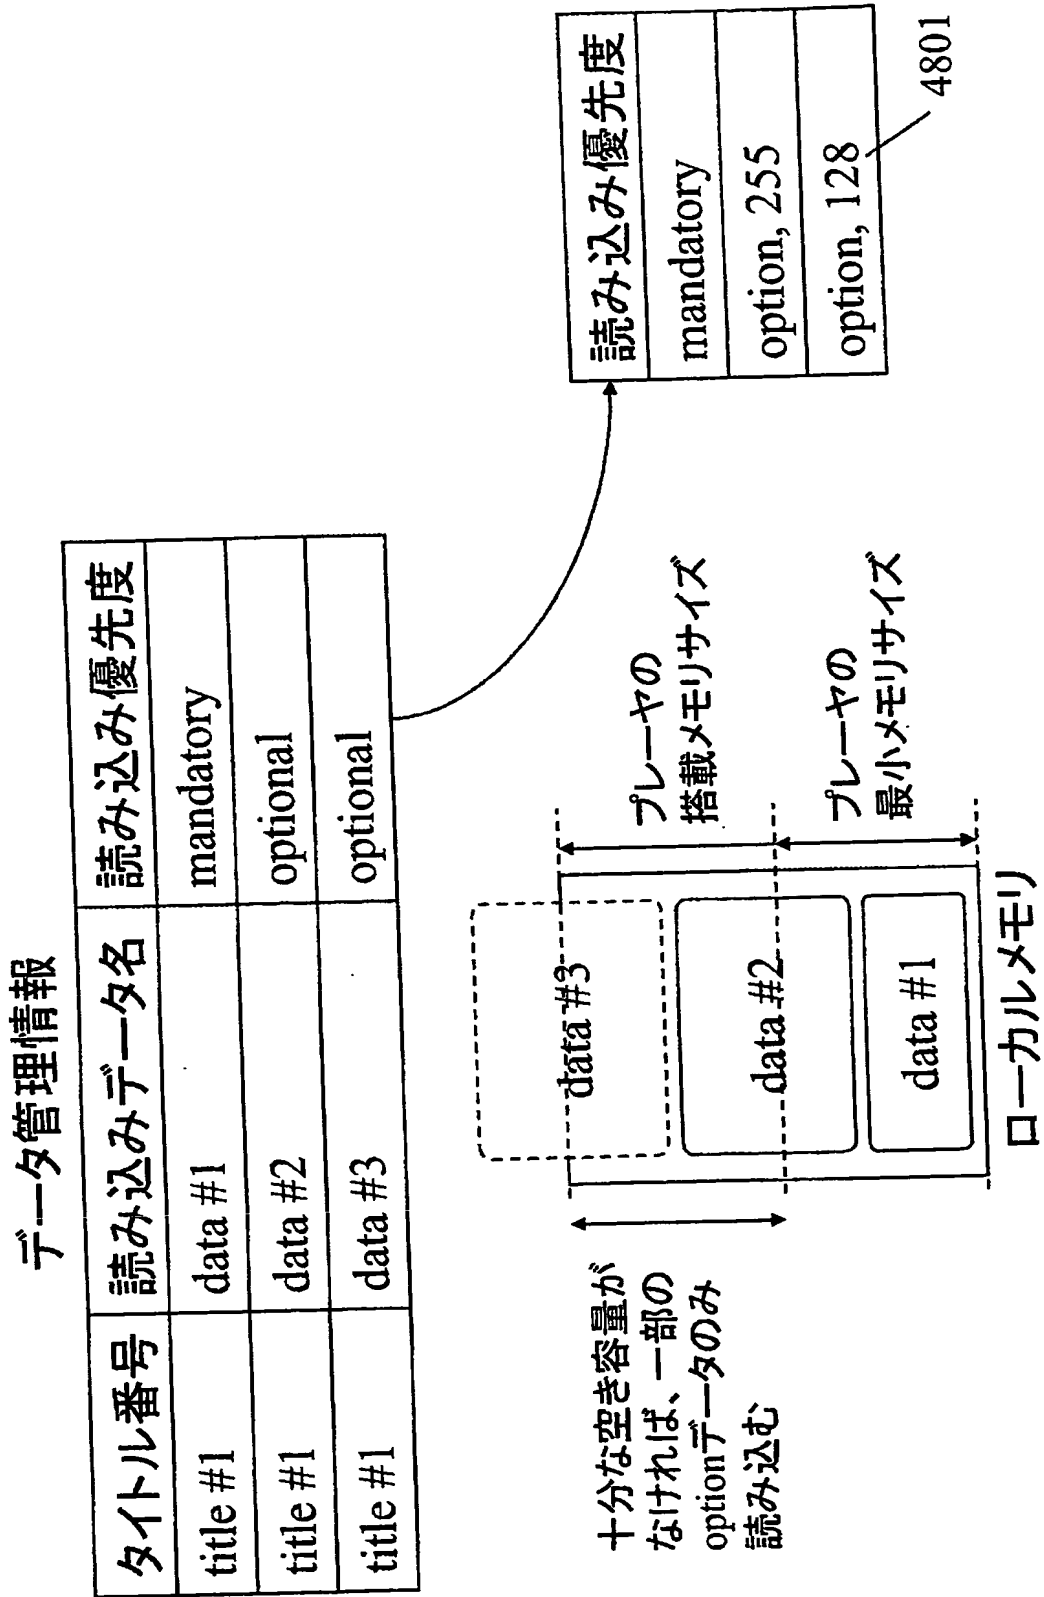 データ管理情報
タイトル番号 読み込みデータ名 読み込み優先度
title #1 data #1 mandatory
title #1 data #2 optional
title #1 data #3 optional
読み込み優先度
mandatory
option, 255
option, 128
4801
十分な空き容量が
なければ、一部の
optionデータのみ
読み込む
data #3
data #2
data #1
プレーヤの
搭載メモリサイズ
プレーヤの
最小メモリサイズ
ローカルメモリ